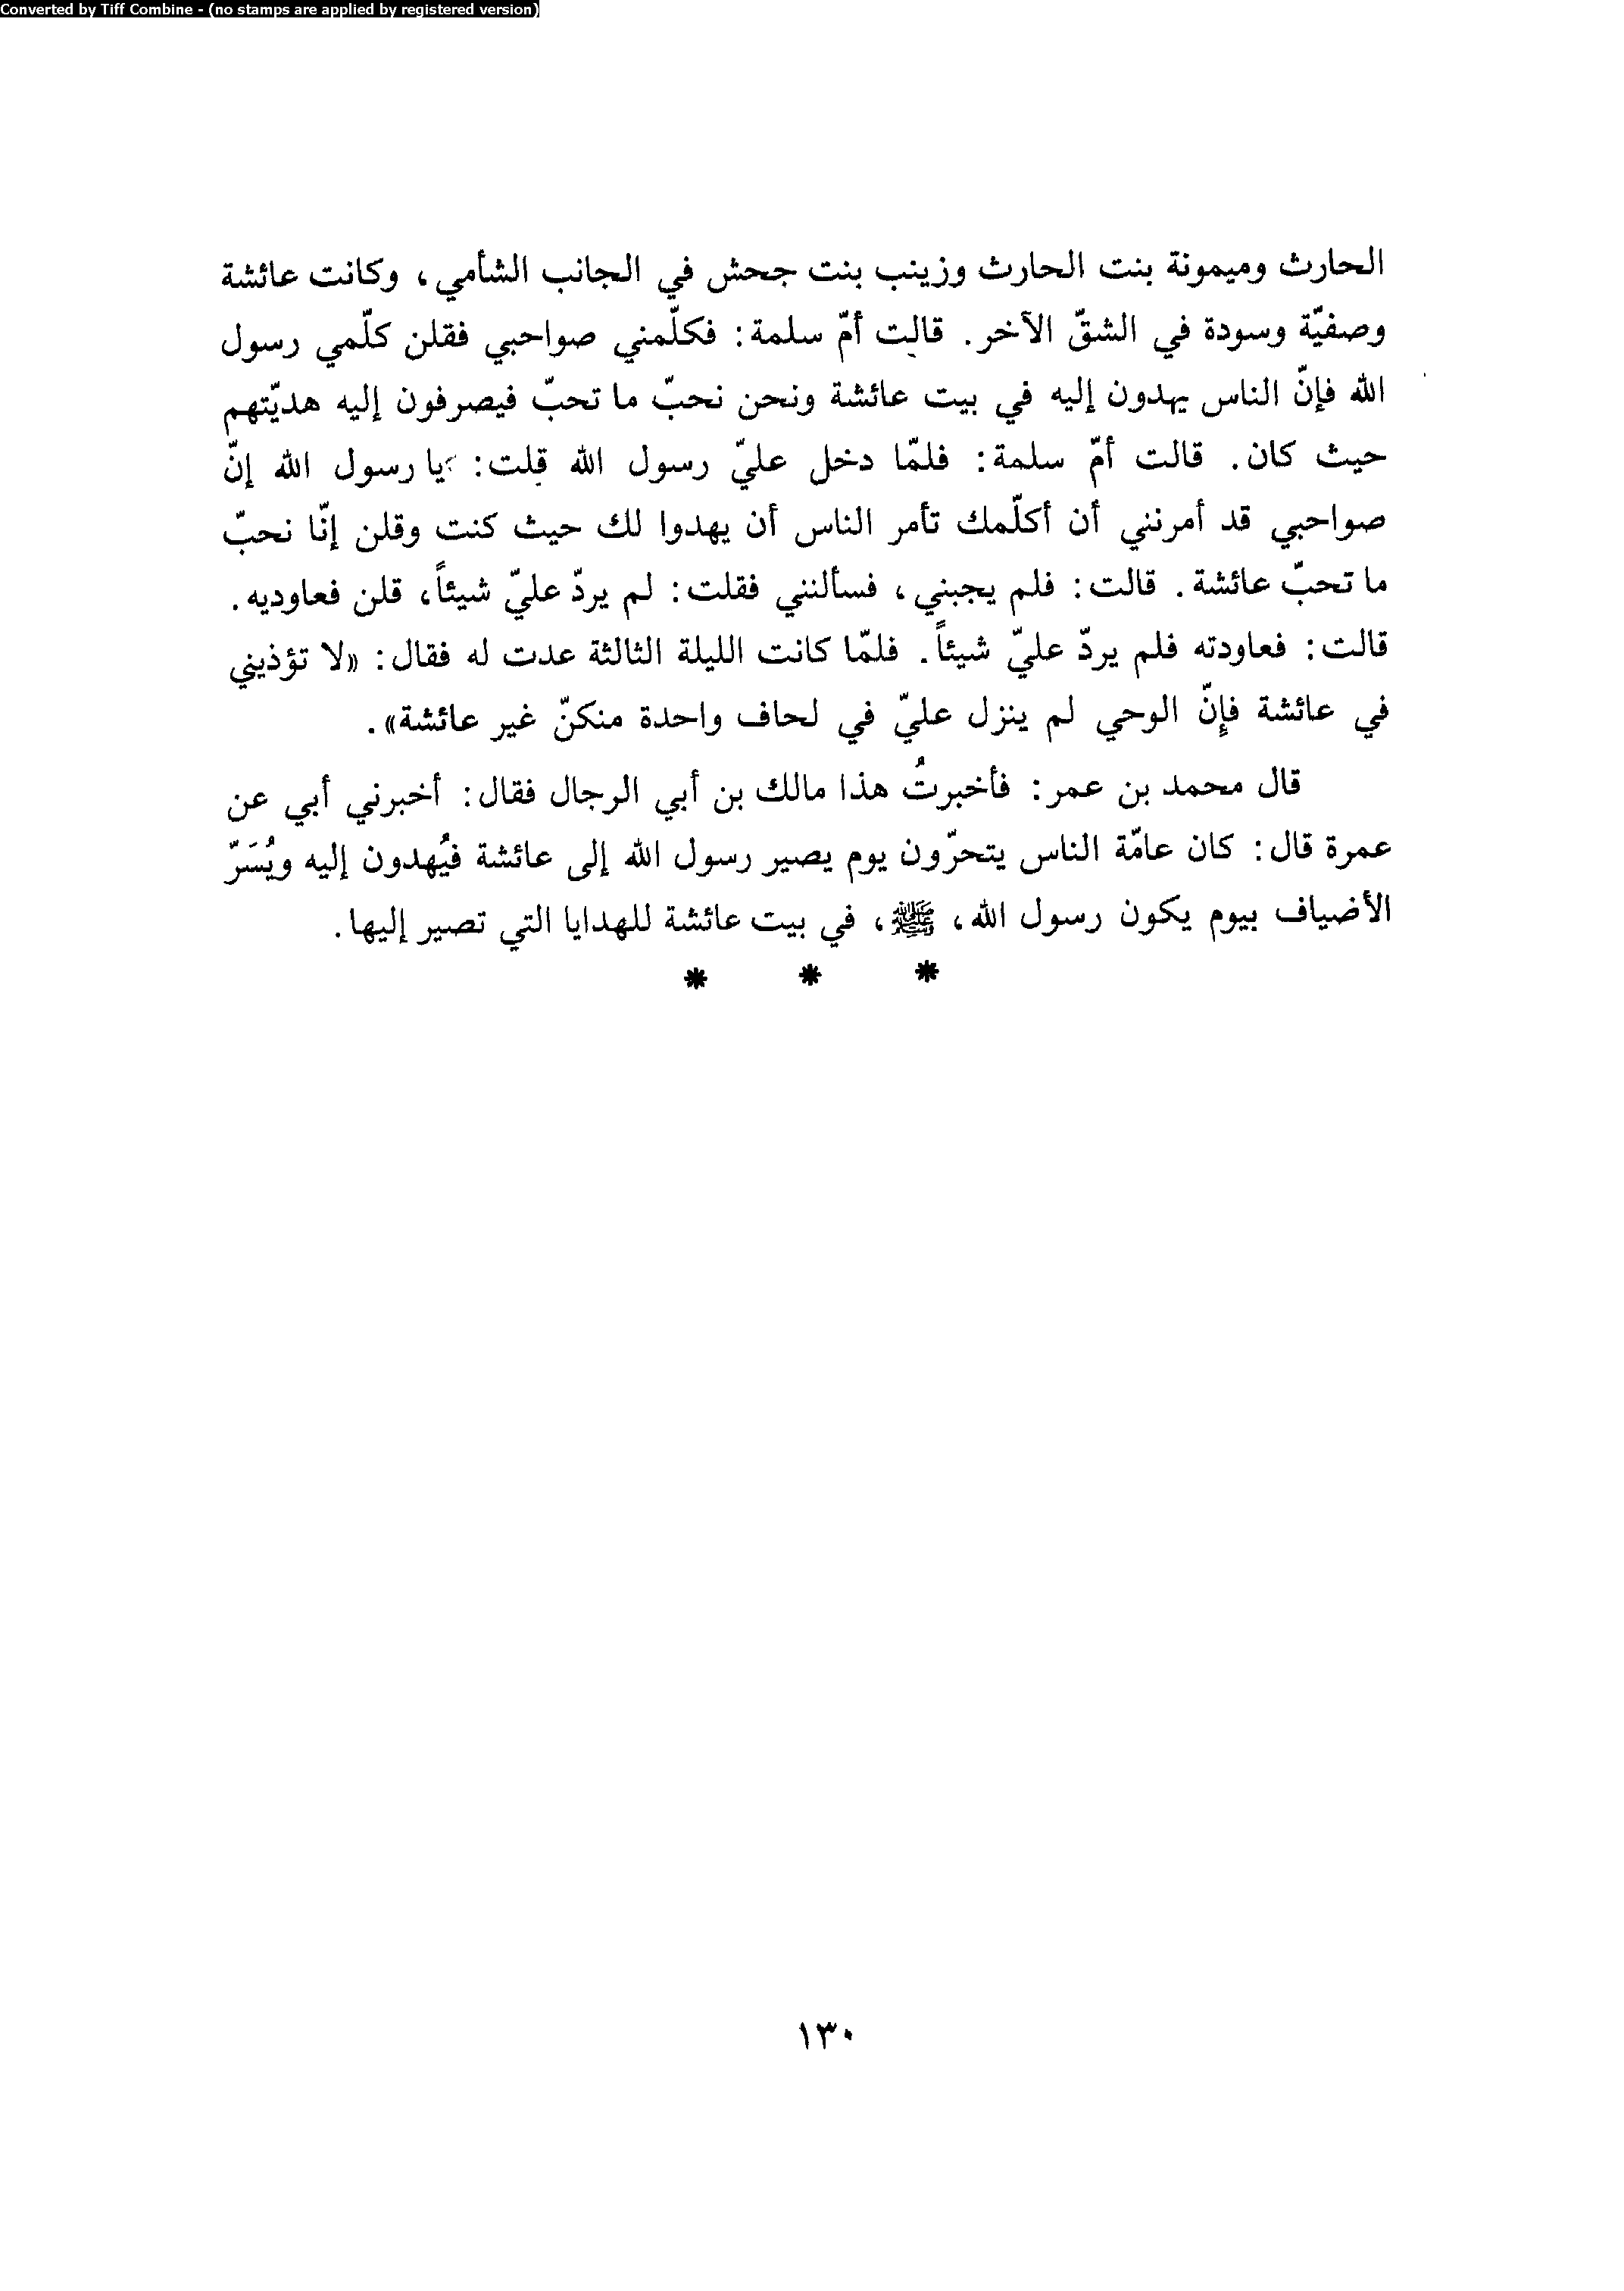 Converted by Tiff Combine - (no stamps are applied by registered version)
الحارث وميمونة بنت الحارث وزينب بنت جحش في الجانب الشأمي، وكانت عائشة
وصفيّة وسودة في الشقّ الآخر. قالت أمّ سلمة: فكلّمني صواحبي فقلن كلّمي رسول
الله فإنّ الناس يهدون إليه في بيت عائشة ونحن نحبّ ما تحبّ فيصرفون إليه هديّتهم
حيث كان. قالت أمّ سلمة: فلمّا دخل عليّ رسول الله قلت: يا رسول الله إنّ
صواحبي قد أمرنني أن أكلّمك تأمر الناس أن يهدوا لك حيث كنت وقلن إنّا نحبّ
ما تحبّ عائشة. قالت: فلم يجبني، فسألنني فقلت: لم يردّ عليّ شيئاً، قلن فعاوديه.
قالت: فعاودته فلم يردّ عليّ شيئاً. فلمّا كانت الليلة الثالثة عدت له فقال: «لا تؤذيني
في عائشة فإنّ الوحي لم ينزل عليّ في لحاف واحدة منكنّ غير عائشة».
قال محمد بن عمر: فأخبرتُ هذا مالك بن أبي الرجال فقال: أخبرني أبي عن
عمرة قال: كان عامّة الناس يتحرّون يوم يصير رسول الله إلى عائشة فيُهدون إليه ويُسَرّ
الأضياف بيوم يكون رسول الله، ﷺ، في بيت عائشة للهدايا التي تصير إليها.
* * *
١٣٠